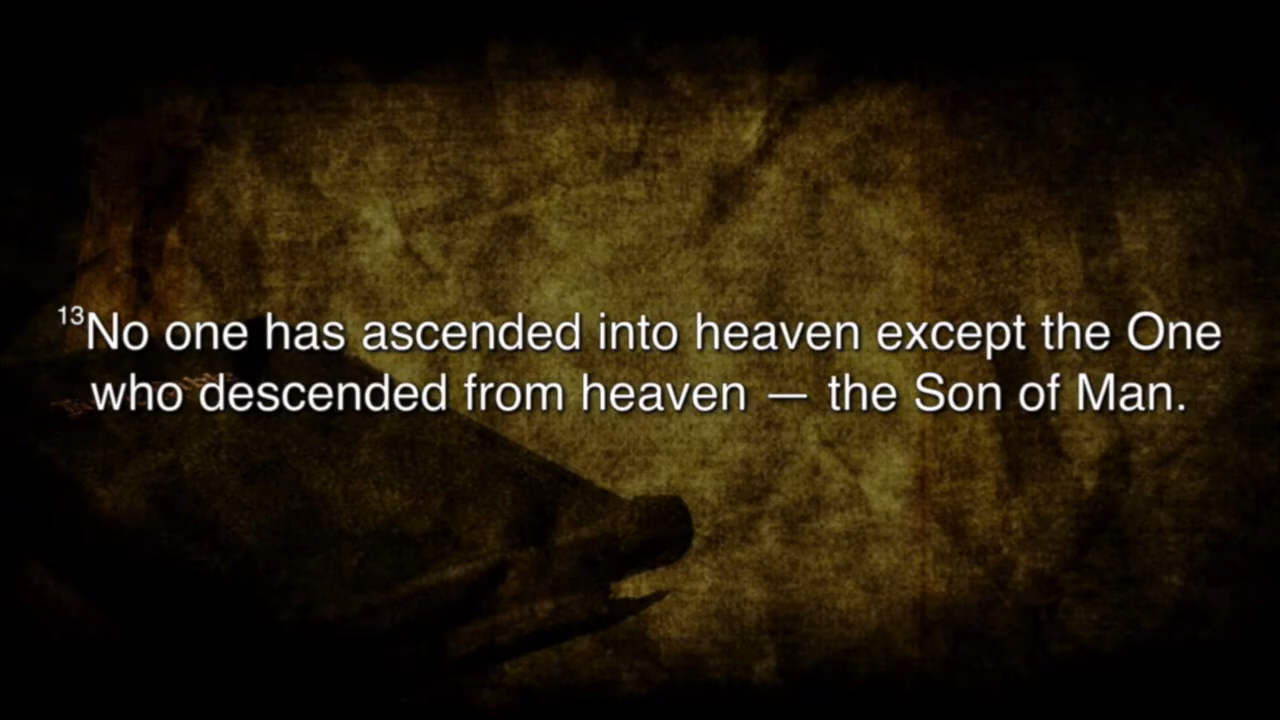 13No one has ascended into heaven except the One
who descended from heaven — the Son of Man.